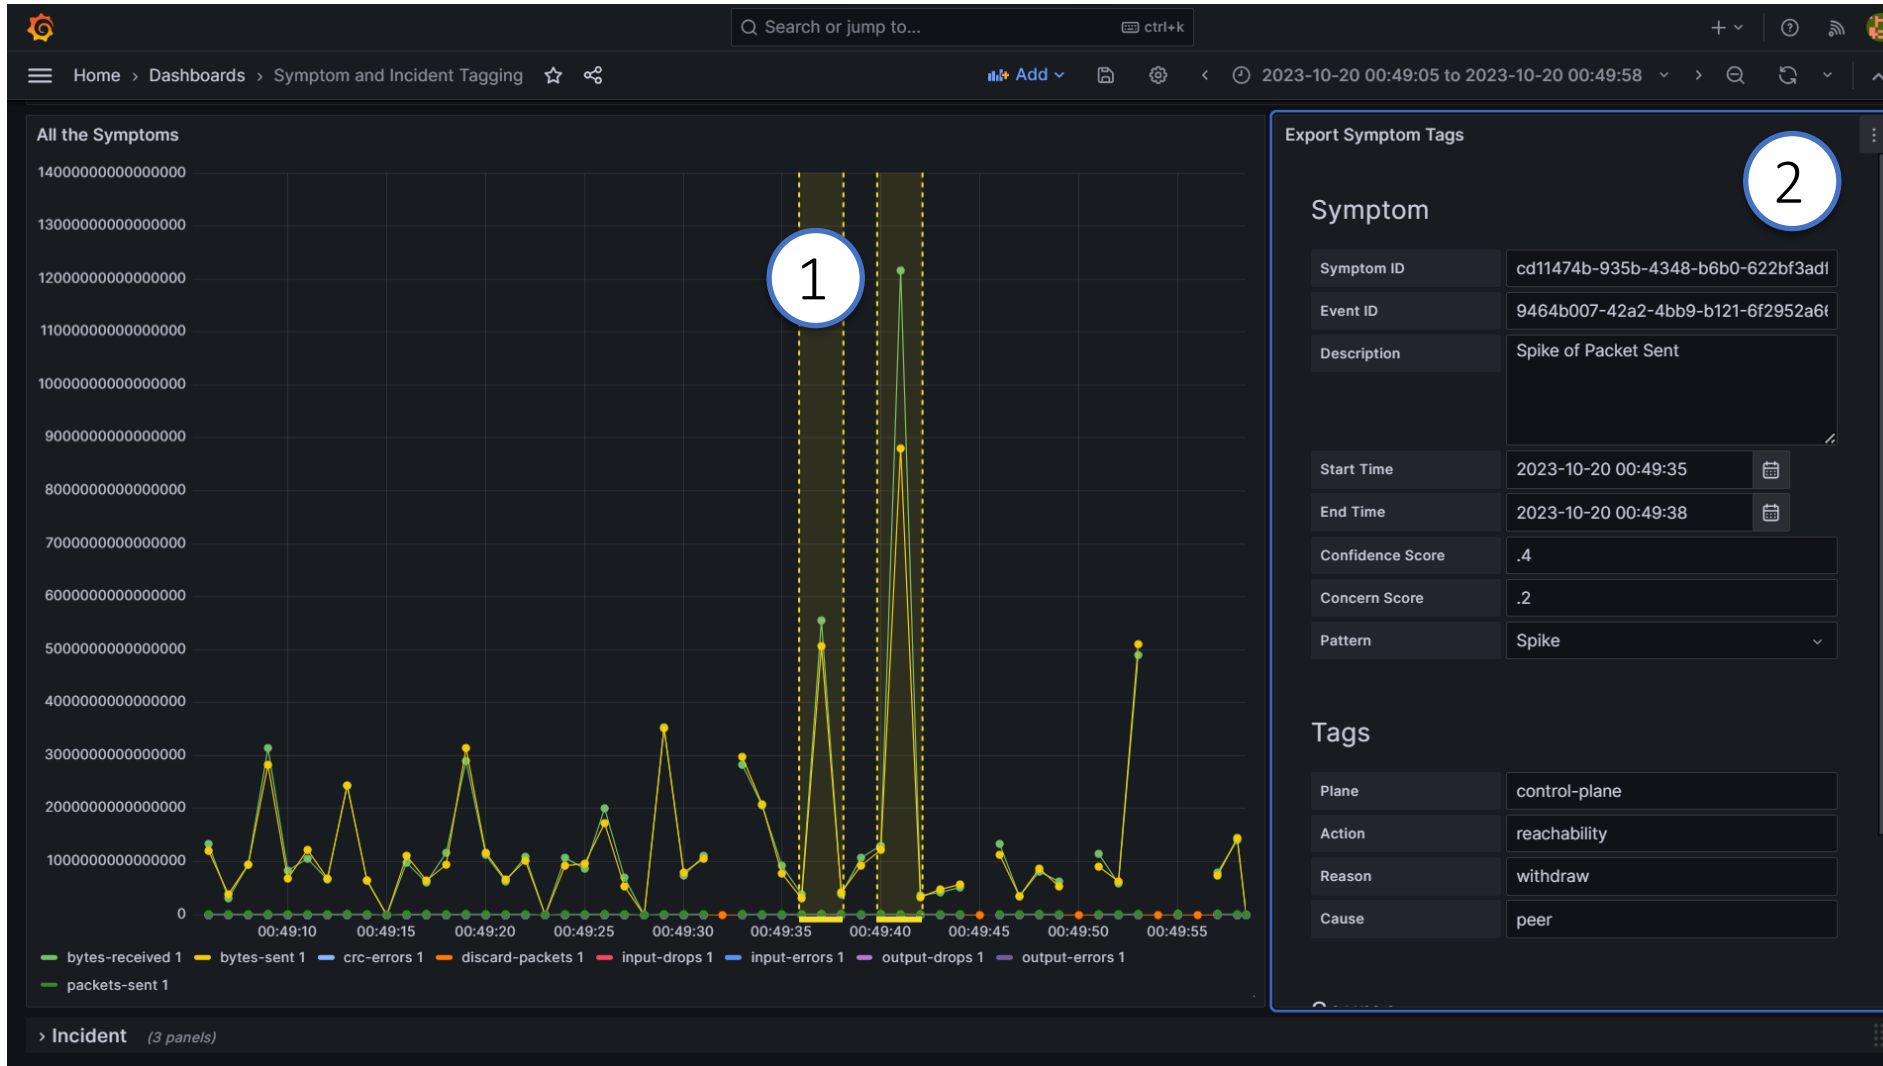 Search or jump to... ctrl+k
Home › Dashboards › Symptom and Incident Tagging Add 2023-10-20 00:49:05 to 2023-10-20 00:49:58
All the Symptoms
14000000000000000
13000000000000000
12000000000000000
11000000000000000
10000000000000000
9000000000000000
8000000000000000
7000000000000000
6000000000000000
5000000000000000
4000000000000000
3000000000000000
2000000000000000
1000000000000000
0
00:49:10 00:49:15 00:49:20 00:49:25 00:49:30 00:49:35 00:49:40 00:49:45 00:49:50 00:49:55
bytes-received 1 bytes-sent 1 crc-errors 1 discard-packets 1 input-drops 1 input-errors 1 output-drops 1 output-errors 1
packets-sent 1
1
Export Symptom Tags
2
Symptom
Symptom ID cd11474b-935b-4348-b6b0-622bf3adf
Event ID 9464b007-42a2-4bb9-b121-6f2952a66
Description Spike of Packet Sent
Start Time 2023-10-20 00:49:35
End Time 2023-10-20 00:49:38
Confidence Score .4
Concern Score .2
Pattern Spike
Tags
Plane control-plane
Action reachability
Reason withdraw
Cause peer
› Incident (3 panels)